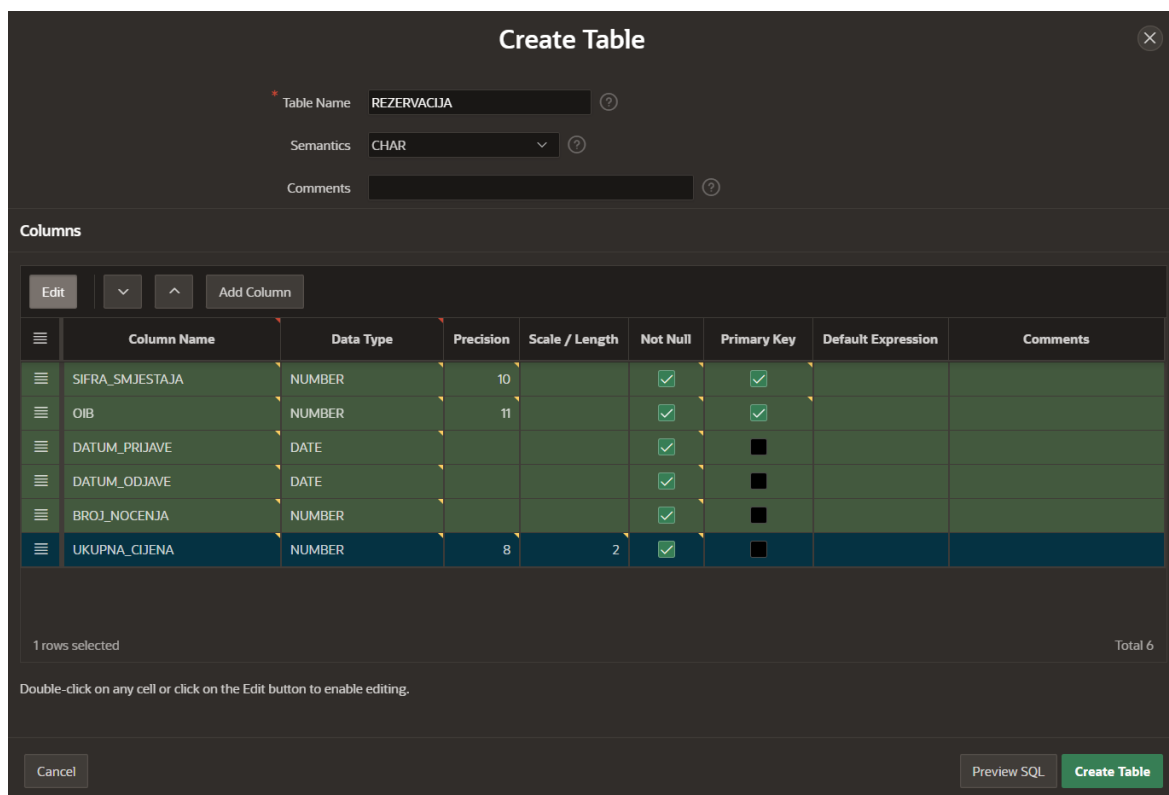 Create Table
* Table Name REZERVACIJA ?
Semantics CHAR ?
Comments ?
Columns
Edit Add Column
Column Name Data Type Precision Scale / Length Not Null Primary Key Default Expression Comments
SIFRA_SMJESTAJA NUMBER 10
OIB NUMBER 11
DATUM_PRIJAVE DATE
DATUM_ODJAVE DATE
BROJ_NOCENJA NUMBER
UKUPNA_CIJENA NUMBER 8 2
1 rows selected Total 6
Double-click on any cell or click on the Edit button to enable editing.
Cancel Preview SQL Create Table